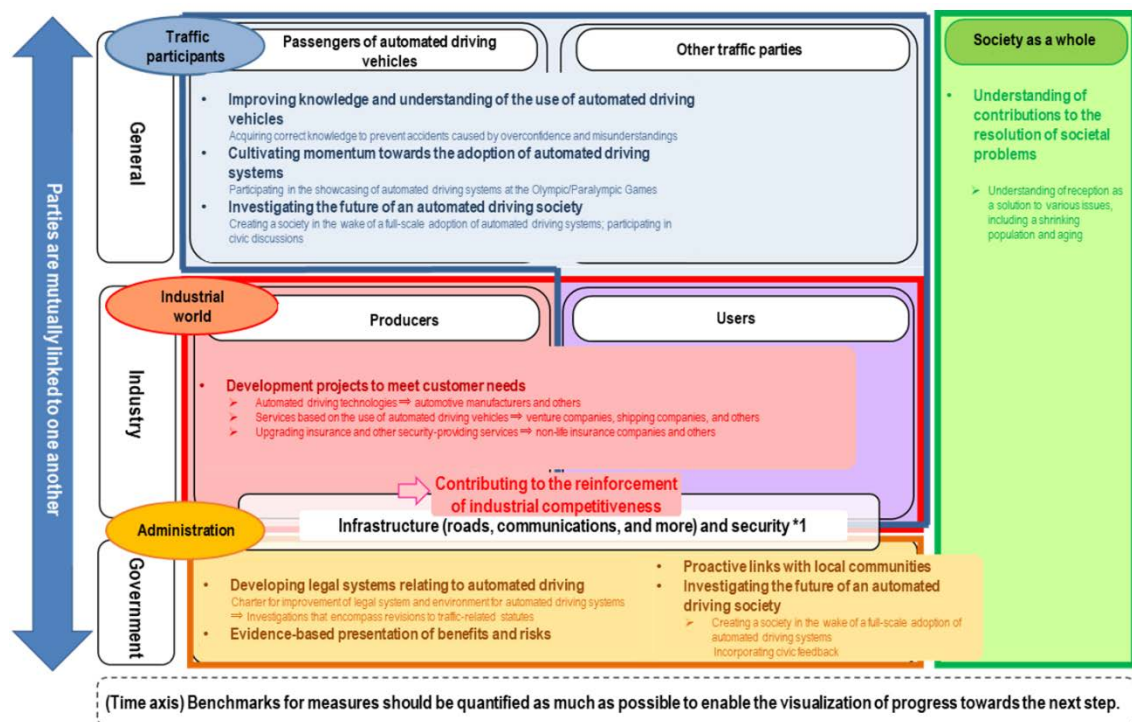 Traffic
participants
Passengers of automated driving
vehicles
Other traffic parties
Society as a whole
General
• Improving knowledge and understanding of the use of automated driving
vehicles
Acquiring correct knowledge to prevent accidents caused by overconfidence and misunderstandings
• Cultivating momentum towards the adoption of automated driving
systems
Participating in the showcasing of automated driving systems at the Olympic/Paralympic Games
• Investigating the future of an automated driving society
Creating a society in the wake of a full-scale adoption of automated driving systems; participating in
civic discussions
• Understanding of
contributions to the
resolution of societal
problems
➢ Understanding of reception as
a solution to various issues,
including a shrinking
population and aging
Parties are mutually linked to one another
Industrial
world
Producers
Users
Industry
• Development projects to meet customer needs
➢ Automated driving technologies ⇒ automotive manufacturers and others
➢ Services based on the use of automated driving vehicles ⇒ venture companies, shipping companies, and others
➢ Upgrading insurance and other security-providing services ⇒ non-life insurance companies and others
Contributing to the reinforcement
of industrial competitiveness
Administration
Infrastructure (roads, communications, and more) and security *1
Government
• Developing legal systems relating to automated driving
Charter for improvement of legal system and environment for automated driving systems
⇒ Investigations that encompass revisions to traffic-related statutes
• Evidence-based presentation of benefits and risks
• Proactive links with local communities
• Investigating the future of an automated
driving society
➢ Creating a society in the wake of a full-scale adoption of
automated driving systems
Incorporating civic feedback
(Time axis) Benchmarks for measures should be quantified as much as possible to enable the visualization of progress towards the next step.